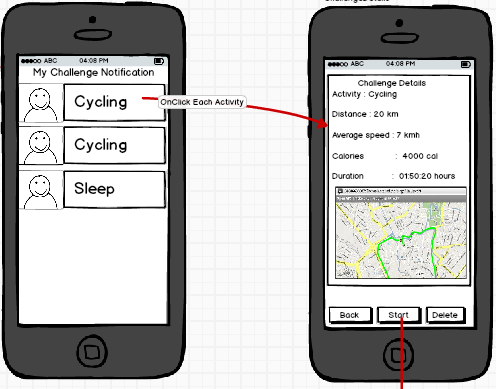 ABC 04:08 PM
My Challenge Notification
Cycling
OnClick Each Activity
Cycling
Sleep
ABC 04:08 PM
Challenge Details
Activity : Cycling
Distance : 20 km
Average speed : 7 kmh
Calories : 4000 cal
Duration : 01:50:20 hours
Back Start Delete